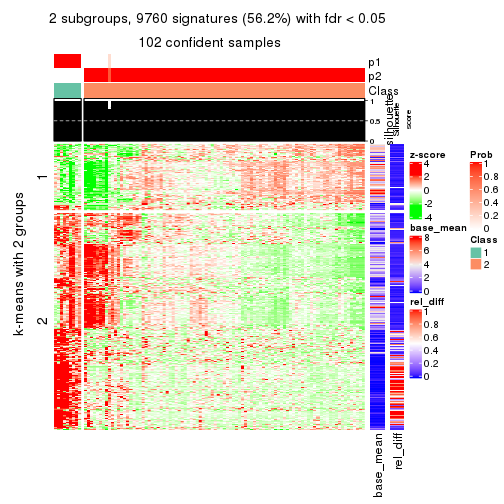 2 subgroups, 9760 signatures (56.2%) with fdr < 0.05
102 confident samples
p1
p2
Class
1
0.5
0
silhouette
Silhouette
score
k-means with 2 groups
1
2
base_mean
rel_diff
z-score
4
2
0
-2
-4
base_mean
8
6
4
2
0
rel_diff
1
0.8
0.6
0.4
0.2
0
Prob
1
0.8
0.6
0.4
0.2
0
Class
1
2